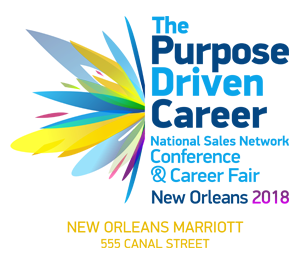 The
Purpose
Driven
Career
National Sales Network
Conference
& Career Fair
New Orleans 2018
NEW ORLEANS MARRIOTT
555 CANAL STREET